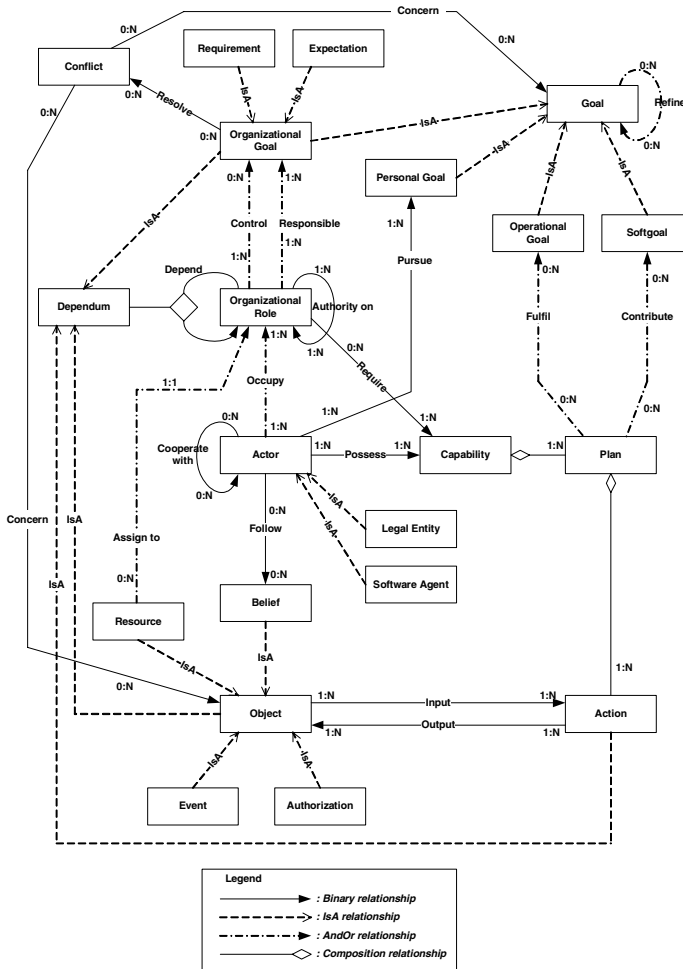 Concern
0:N
0:N
Requirement
Expectation
Conflict
0:N
0:N
Resolve
0:N
IsA
IsA
Organizational
Goal
IsA
Goal
0:N
Refine
0:N
IsA
Personal Goal
IsA
IsA
0:N
1:N
Control
Responsible
1:N
1:N
IsA
1:N
Pursue
Operational
Goal
Softgoal
0:N
0:N
Depend
Dependum
Organizational
Role
1:N
Authority on
1:N
1:N
0:N
Require
Fulfil
Contribute
1:1
Occupy
1:N
1:N
1:N
0:N
0:N
0:N
Cooperate
with
0:N
Actor
1:N
Possess
1:N
Capability
1:N
Plan
0:N
Follow
0:N
IsA
Legal Entity
IsA
Software Agent
Concern
IsA
IsA
Assign to
0:N
Resource
Belief
IsA
IsA
0:N
1:N
Object
1:N
Input
1:N
1:N
Output
1:N
Action
IsA
IsA
Event
Authorization
Legend
: Binary relationship
: IsA relationship
: AndOr relationship
: Composition relationship